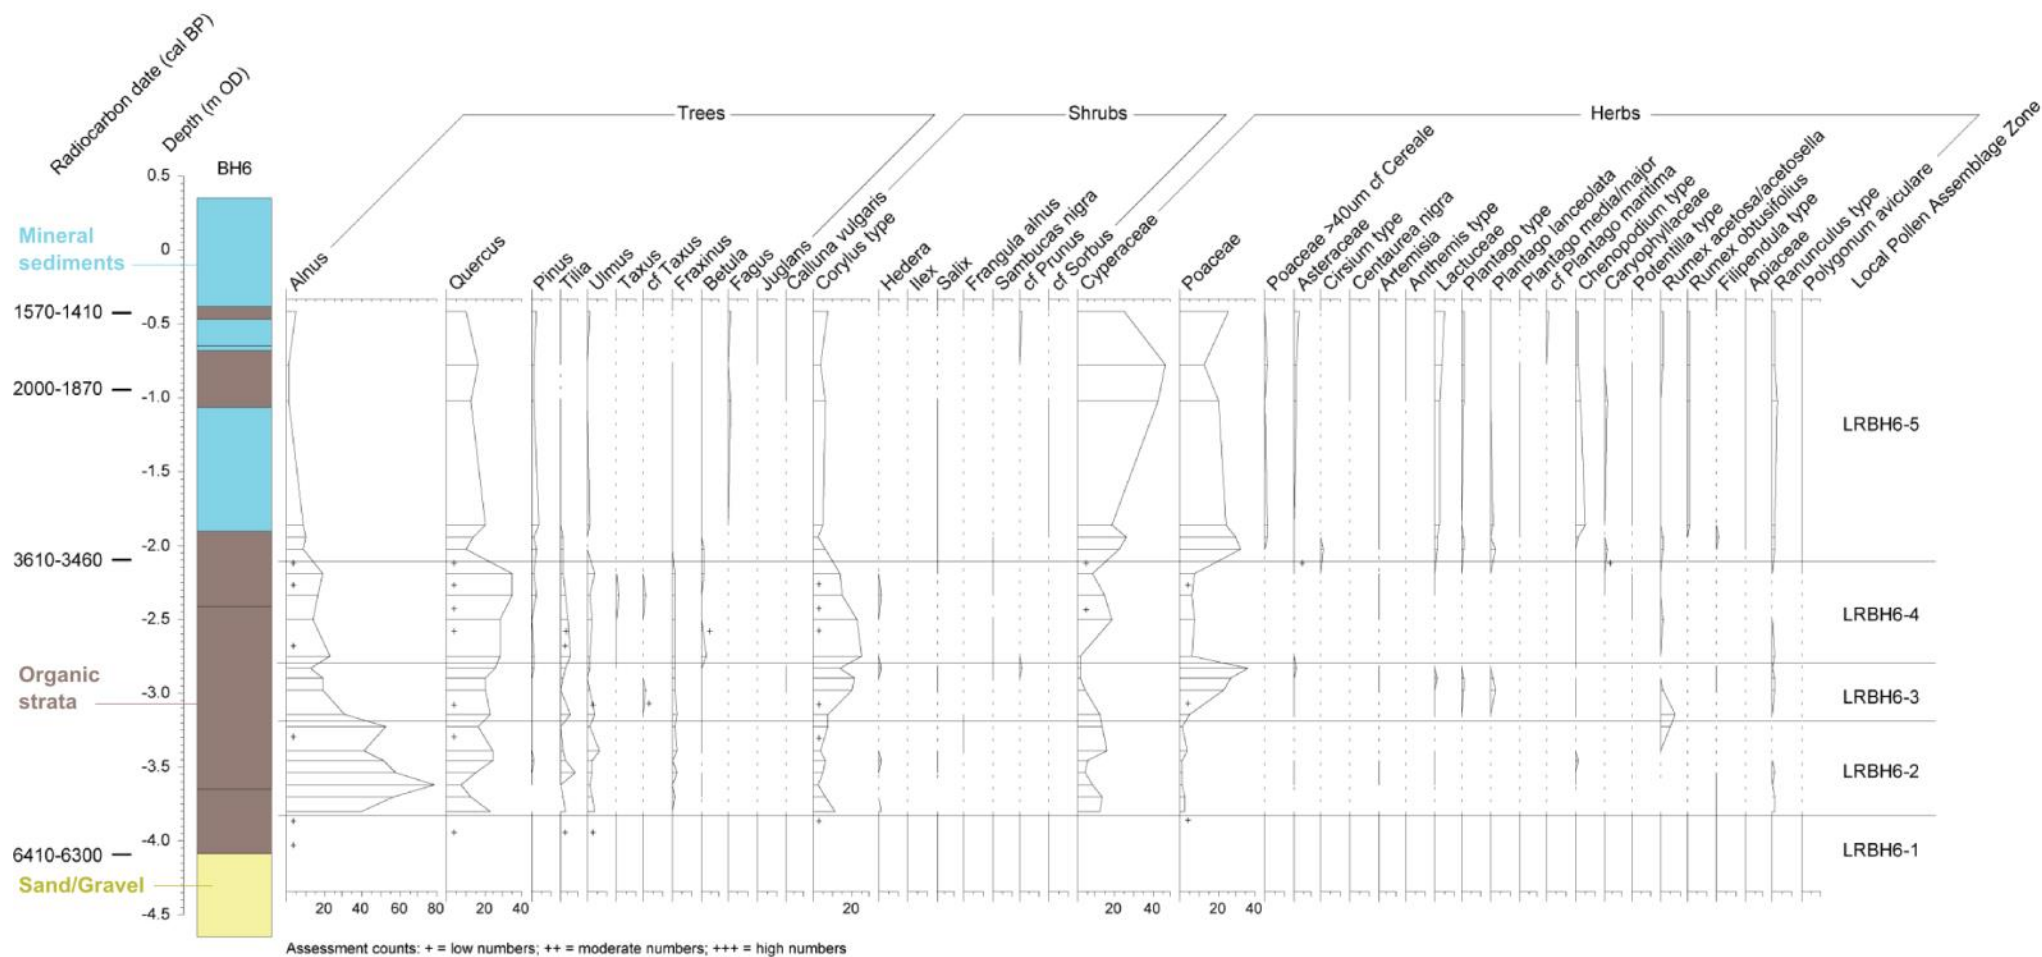 Radiocarbon date (cal BP)
Depth (m OD)
BH6
Trees
Shrubs
Herbs
Alnus
Quercus
Pinus
Tilia
Ulmus
Taxus
cf Taxus
Fraxinus
Betula
Fagus
Juglans
Calluna vulgaris
Corylus type
Hedera
Ilex
Salix
Frangula alnus
Sambucas nigra
cf Prunus
cf Sorbus
Cyperaceae
Poaceae
Poaceae >40um cf Cereale
Asteraceae
Cirsium type
Centaurea nigra
Artemisia
Anthemis type
Lactuceae
Plantago type
Plantago lanceolata
Plantago media/major
cf Plantago maritima
Chenopodium type
Caryophyllaceae
Potentilla type
Rumex acetosa/acetosella
Rumex obtusifolius
Filipendula type
Apiaceae
Ranunculus type
Polygonum aviculare
Local Pollen Assemblage Zone
0.5
0
-0.5
-1.0
-1.5
-2.0
-2.5
-3.0
-3.5
-4.0
-4.5
Mineral
sediments
1570-1410
2000-1870
3610-3460
Organic
strata
6410-6300
Sand/Gravel
LRBH6-5
LRBH6-4
LRBH6-3
LRBH6-2
LRBH6-1
20 40 60 80 20 40 20 20 40 20 40
Assessment counts: + = low numbers; ++ = moderate numbers; +++ = high numbers